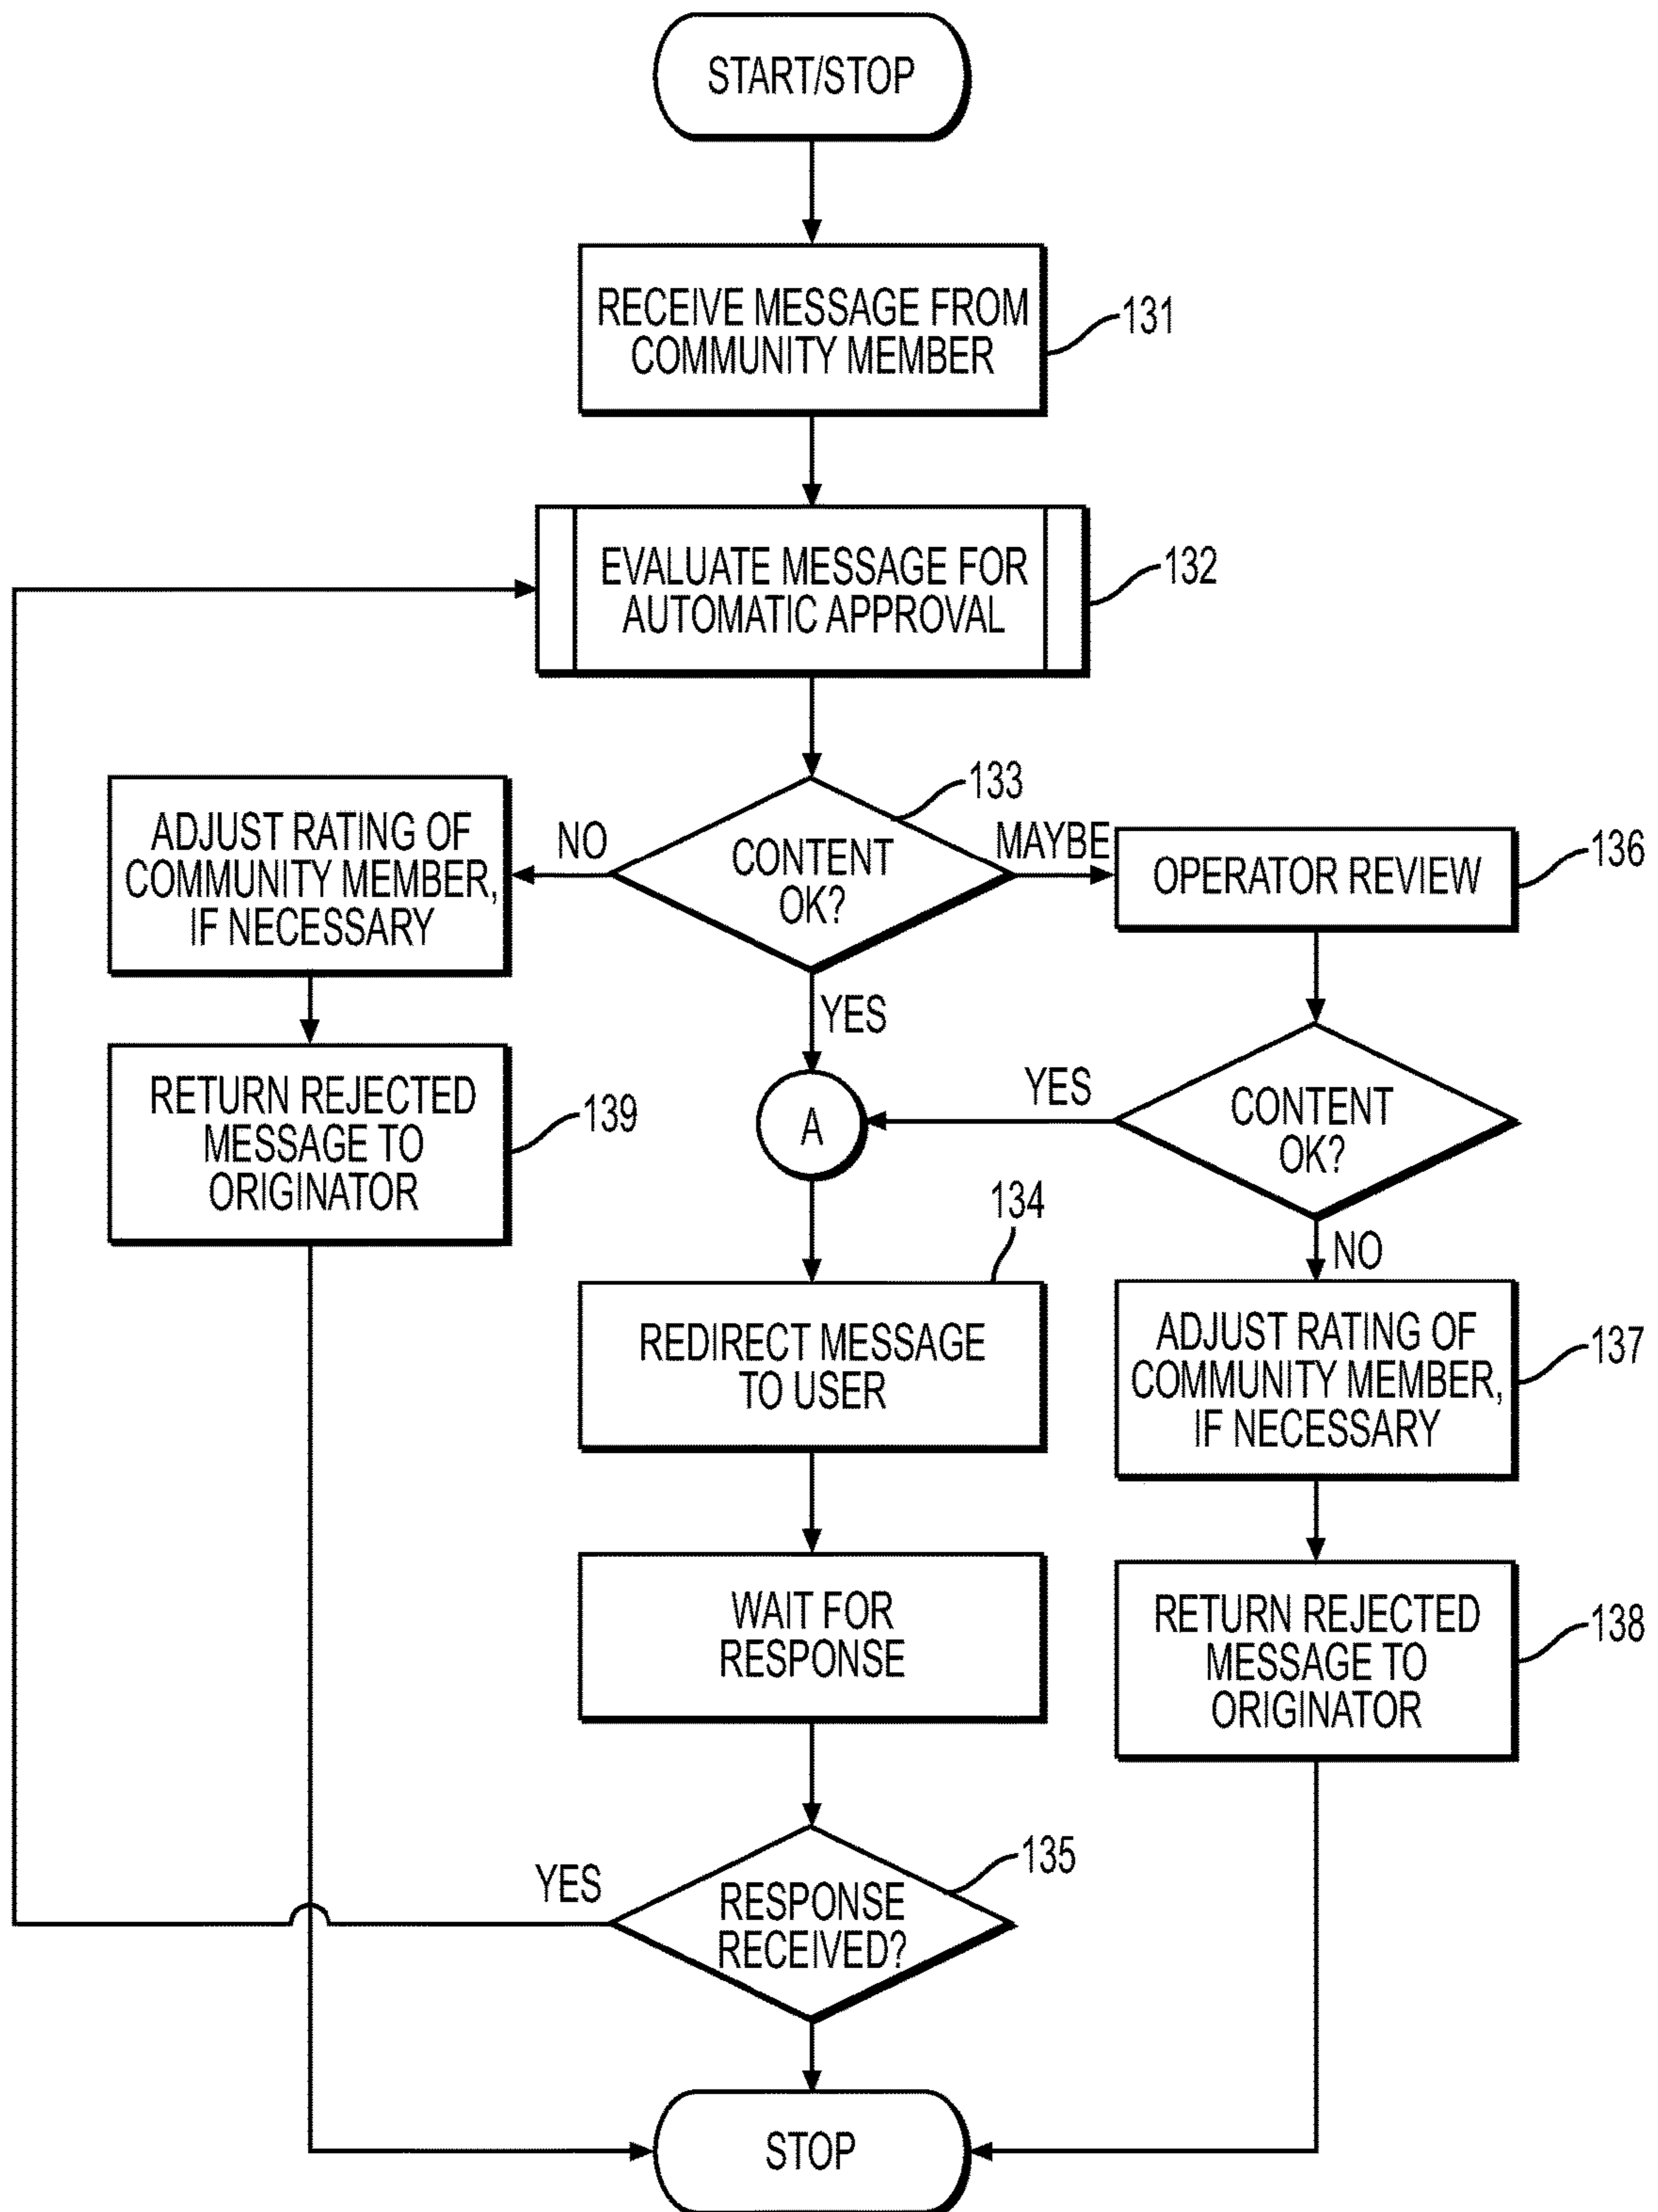 START/STOP
RECEIVE MESSAGE FROM
COMMUNITY MEMBER
131
EVALUATE MESSAGE FOR
AUTOMATIC APPROVAL
132
133
CONTENT
OK?
NO
MAYBE
YES
ADJUST RATING OF
COMMUNITY MEMBER,
IF NECESSARY
OPERATOR REVIEW
136
RETURN REJECTED
MESSAGE TO
ORIGINATOR
139
A
YES
CONTENT
OK?
NO
134
REDIRECT MESSAGE
TO USER
ADJUST RATING OF
COMMUNITY MEMBER,
IF NECESSARY
137
WAIT FOR
RESPONSE
RETURN REJECTED
MESSAGE TO
ORIGINATOR
138
135
YES
RESPONSE
RECEIVED?
STOP